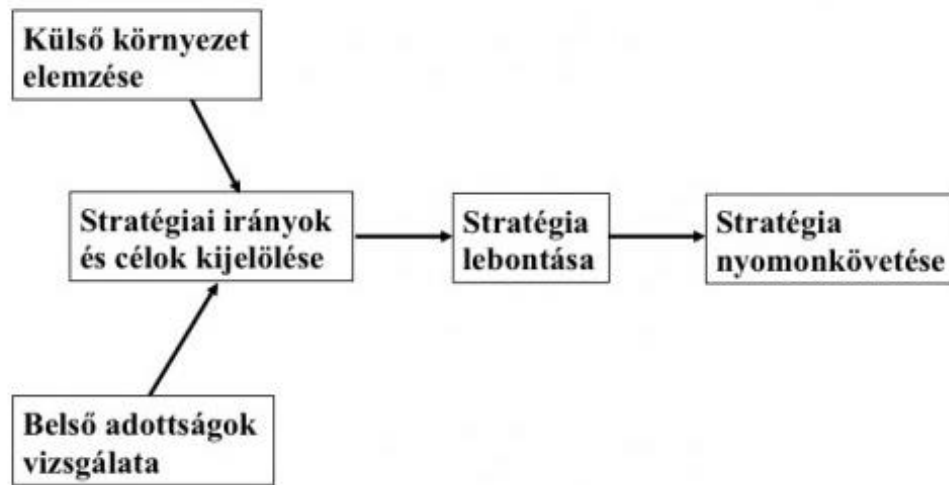 Külső környezet
elemzése
Stratégiai irányok
és célok kijelölése
Stratégia
lebontása
Stratégia
nyomonkövetése
Belső adottságok
vizsgálata